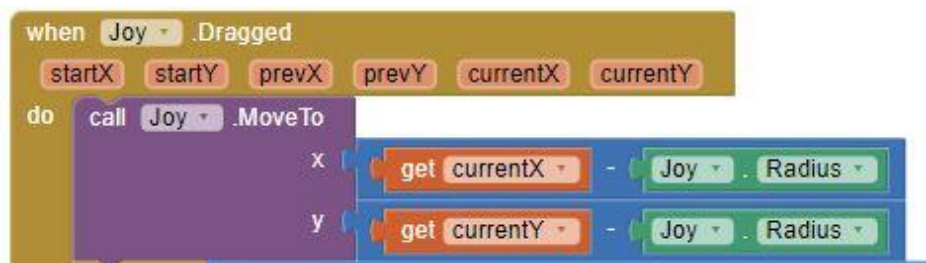 when Joy .Dragged
startX startY prevX prevY currentX currentY
do call Joy .MoveTo
x get currentX - Joy . Radius
y get currentY - Joy . Radius